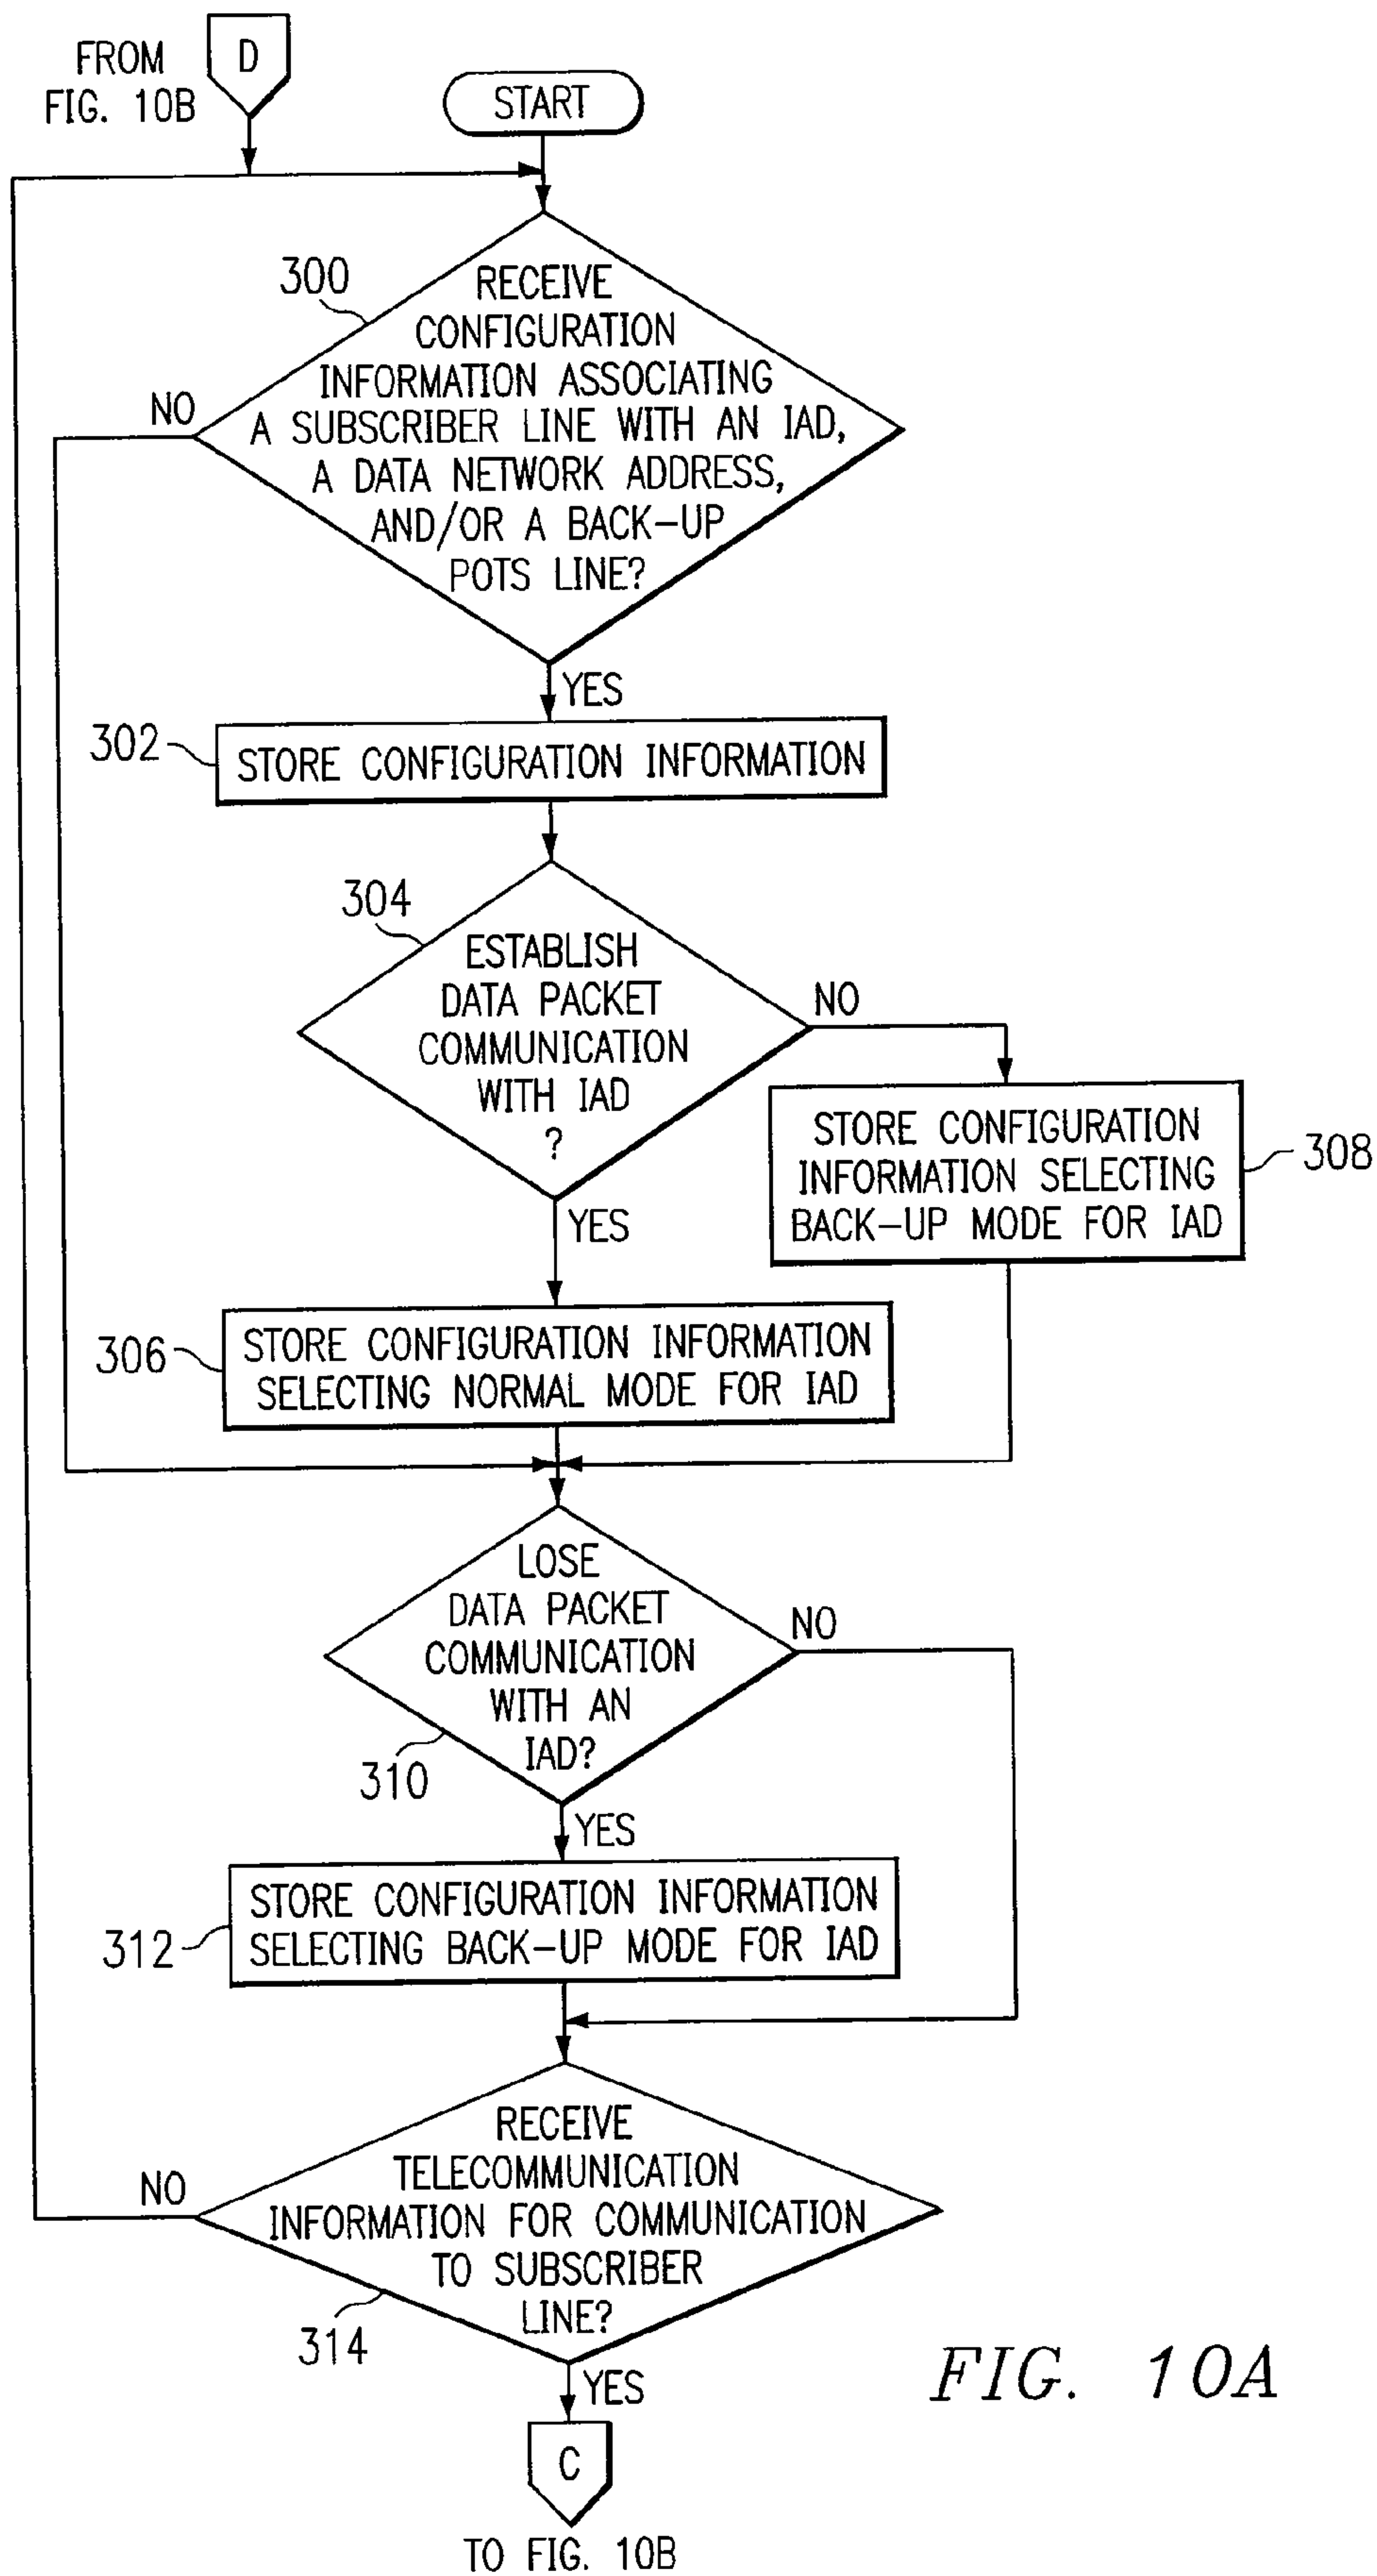 FROM
FIG. 10B
D
START
300
RECEIVE
CONFIGURATION
INFORMATION ASSOCIATING
A SUBSCRIBER LINE WITH AN IAD,
A DATA NETWORK ADDRESS,
AND/OR A BACK-UP
POTS LINE?
NO
YES
302
STORE CONFIGURATION INFORMATION
304
ESTABLISH
DATA PACKET
COMMUNICATION
WITH IAD
?
NO
YES
STORE CONFIGURATION
INFORMATION SELECTING
BACK-UP MODE FOR IAD
308
306
STORE CONFIGURATION INFORMATION
SELECTING NORMAL MODE FOR IAD
LOSE
DATA PACKET
COMMUNICATION
WITH AN
IAD?
NO
310
YES
312
STORE CONFIGURATION INFORMATION
SELECTING BACK-UP MODE FOR IAD
RECEIVE
TELECOMMUNICATION
INFORMATION FOR COMMUNICATION
TO SUBSCRIBER
LINE?
NO
314
YES
C
TO FIG. 10B
FIG. 10A